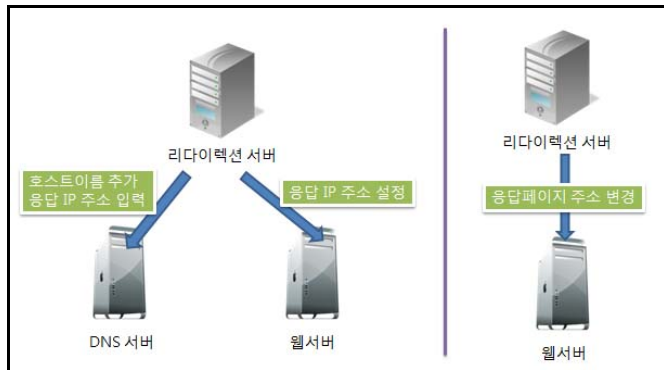 리다이렉션 서버
호스트이름 추가
응답 IP 주소 입력
응답 IP 주소 설정
DNS 서버
웹서버
리다이렉션 서버
응답페이지 주소 변경
웹서버